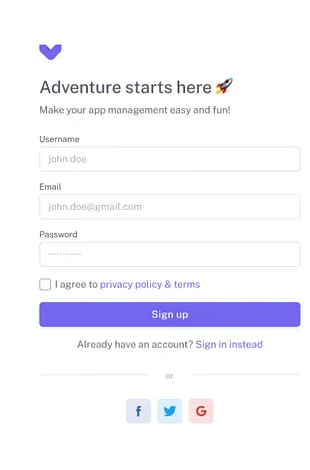 Adventure starts here 🚀
Make your app management easy and fun!
Username
john.doe
Email
john.doe@gmail.com
Password
············
I agree to privacy policy & terms
Sign up
Already have an account? Sign in instead
or